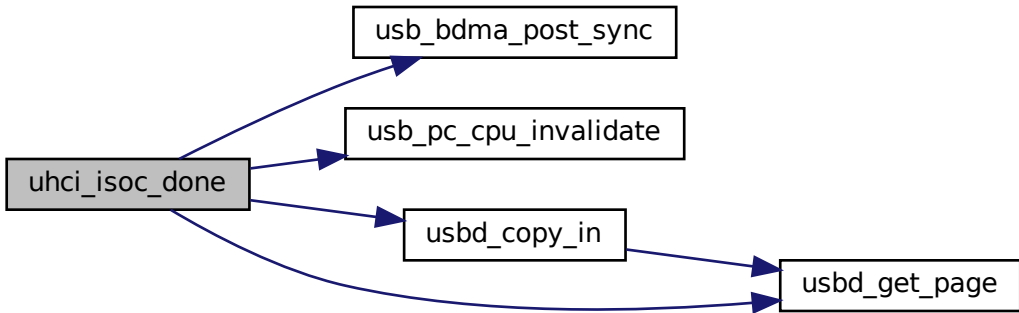 usb_bdma_post_sync
usb_pc_cpu_invalidate
uhci_isoc_done
usbd_copy_in
usbd_get_page